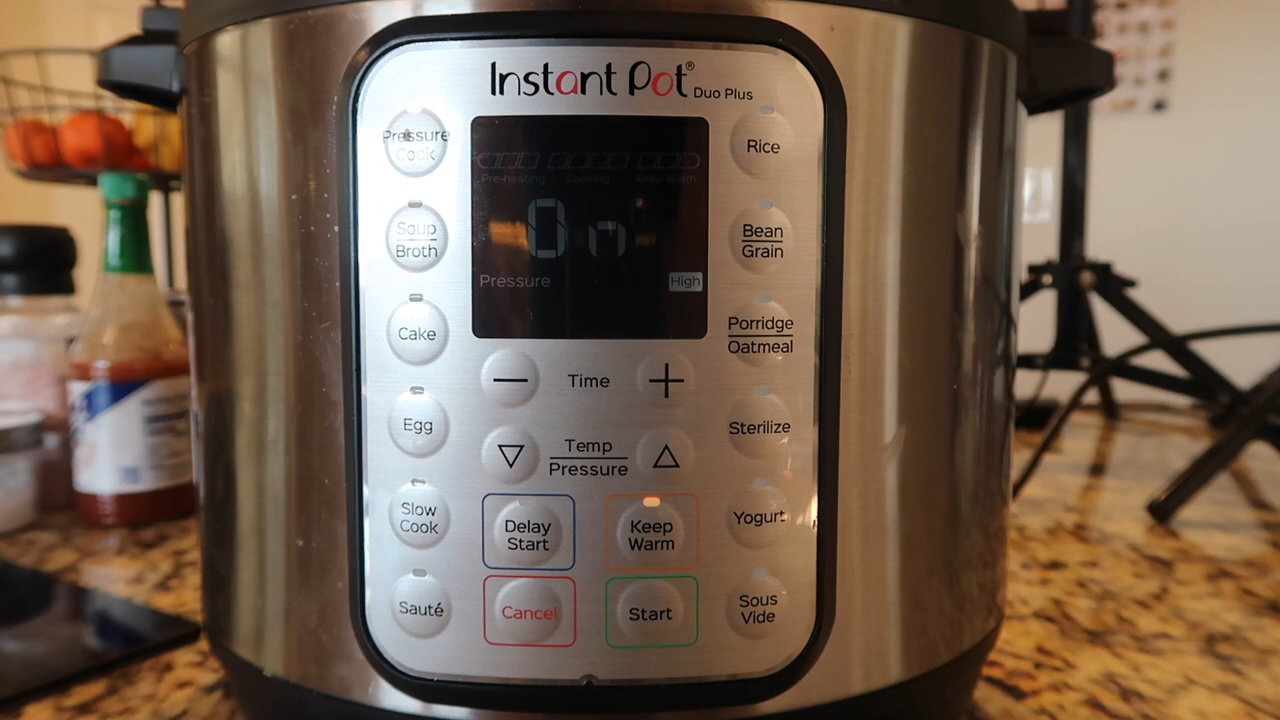 Instant Pot® Duo Plus
Pressure
Cook
Soup
Broth
Cake
Egg
Slow
Cook
Sauté
Pre-heating Cooking Keep Warm
On
Pressure High
− Time +
Temp
Pressure
Delay
Start
Keep
Warm
Cancel
Start
Rice
Bean
Grain
Porridge
Oatmeal
Sterilize
Yogurt
Sous
Vide